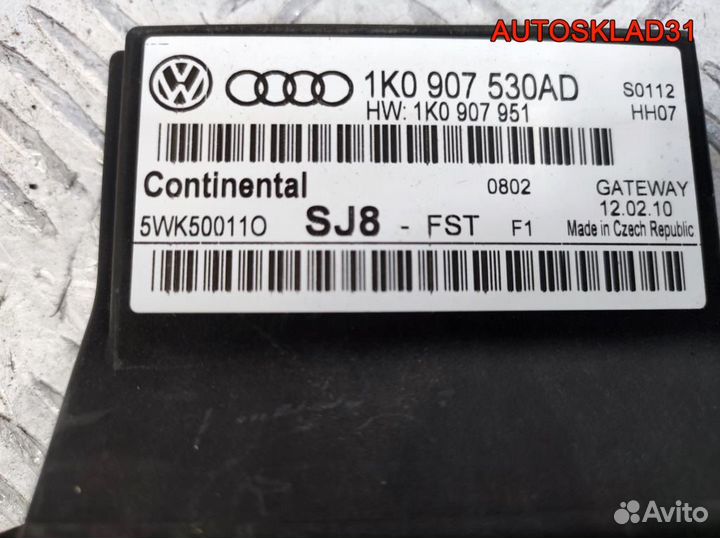 AUTOSKLAD31
1K0 907 530AD S0112
HW: 1K0 907 951 HH07
Continental 0802 GATEWAY
12.02.10
5WK50011O SJ8 - FST F1 Made in Czech Republic
Avito